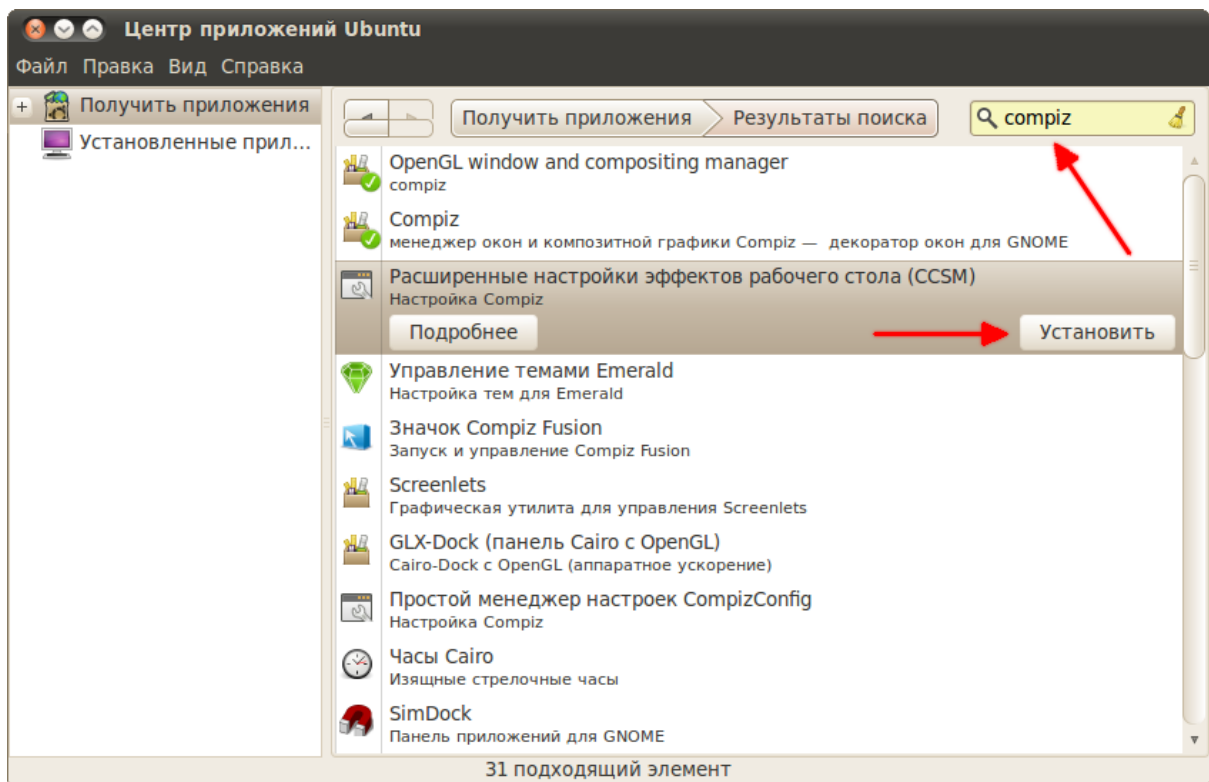 Центр приложений Ubuntu
Файл Правка Вид Справка
Получить приложения
Установленные прил...
Получить приложения Результаты поиска compiz
OpenGL window and compositing manager
compiz
Compiz
менеджер окон и композитной графики Compiz — декоратор окон для GNOME
Расширенные настройки эффектов рабочего стола (CCSM)
Настройка Compiz
Подробнее Установить
Управление темами Emerald
Настройка тем для Emerald
Значок Compiz Fusion
Запуск и управление Compiz Fusion
Screenlets
Графическая утилита для управления Screenlets
GLX-Dock (панель Cairo с OpenGL)
Cairo-Dock с OpenGL (аппаратное ускорение)
Простой менеджер настроек CompizConfig
Настройка Compiz
Часы Cairo
Изящные стрелочные часы
SimDock
Панель приложений для GNOME
31 подходящий элемент